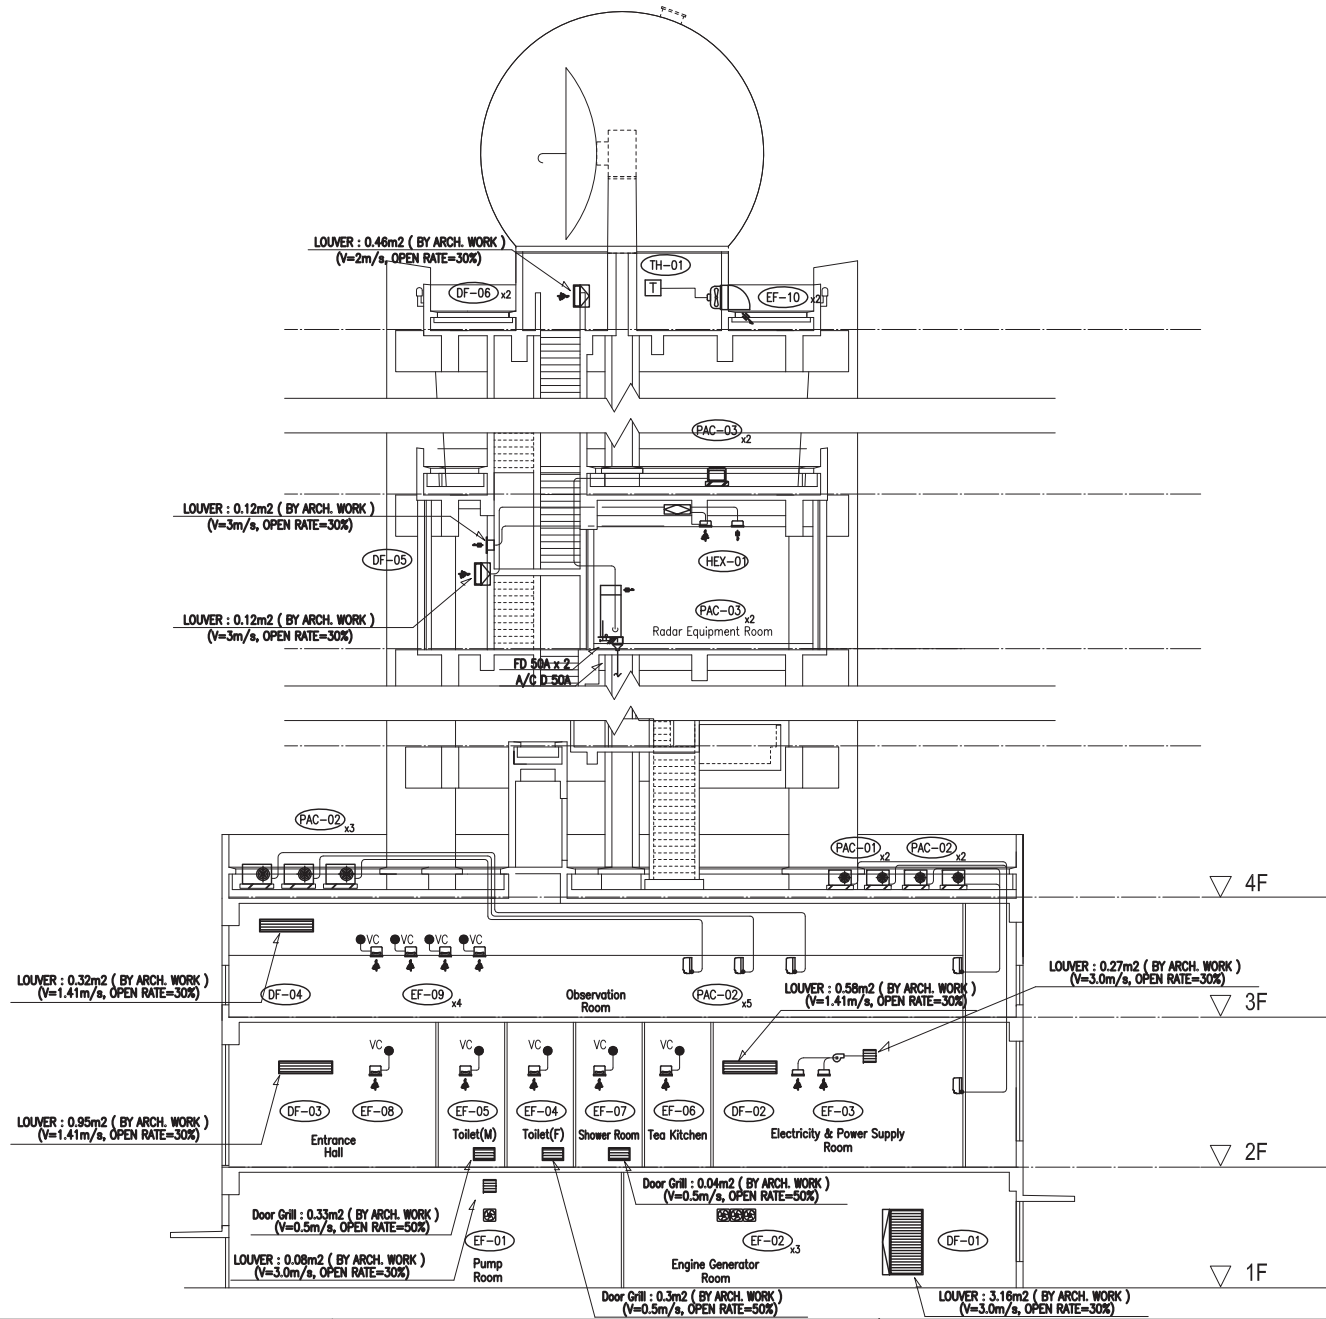 LOUVER : 0.46m2 ( BY ARCH. WORK )
(V=2m/s, OPEN RATE=30%)
TH-01
T
DF-06 x2
EF-10 x2
PAC-03 x2
LOUVER : 0.12m2 ( BY ARCH. WORK )
(V=3m/s, OPEN RATE=30%)
DF-05
HEX-01
LOUVER : 0.12m2 ( BY ARCH. WORK )
(V=3m/s, OPEN RATE=30%)
PAC-03 x2
Radar Equipment Room
FD 50A x 2
A/C D 50A
PAC-02 x3
PAC-01 x2
PAC-02 x2
4F
VC VC VC VC
LOUVER : 0.32m2 ( BY ARCH. WORK )
(V=1.41m/s, OPEN RATE=30%)
DF-04
EF-09 x4
Observation
Room
PAC-02 x5
LOUVER : 0.58m2 ( BY ARCH. WORK )
(V=1.41m/s, OPEN RATE=30%)
LOUVER : 0.27m2 ( BY ARCH. WORK )
(V=3.0m/s, OPEN RATE=30%)
3F
VC VC VC VC VC
LOUVER : 0.95m2 ( BY ARCH. WORK )
(V=1.41m/s, OPEN RATE=30%)
DF-03
EF-08
EF-05
EF-04
EF-07
EF-06
DF-02
EF-03
Entrance
Hall
Toilet(M)
Toilet(F)
Shower Room
Tea Kitchen
Electricity & Power Supply
Room
2F
Door Grill : 0.04m2 ( BY ARCH. WORK )
(V=0.5m/s, OPEN RATE=50%)
Door Grill : 0.33m2 ( BY ARCH. WORK )
(V=0.5m/s, OPEN RATE=50%)
EF-01
EF-02 x3
DF-01
LOUVER : 0.08m2 ( BY ARCH. WORK )
(V=3.0m/s, OPEN RATE=30%)
Pump
Room
Engine Generator
Room
1F
Door Grill : 0.3m2 ( BY ARCH. WORK )
(V=0.5m/s, OPEN RATE=50%)
LOUVER : 3.16m2 ( BY ARCH. WORK )
(V=3.0m/s, OPEN RATE=30%)